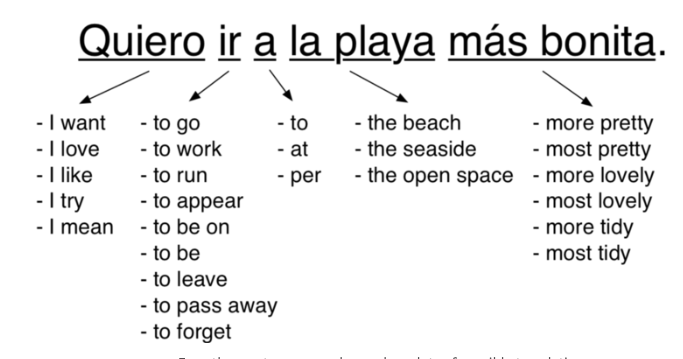 Quiero ir a la playa más bonita.
- I want
- I love
- I like
- I try
- I mean
- to go
- to work
- to run
- to appear
- to be on
- to be
- to leave
- to pass away
- to forget
- to
- at
- per
- the beach
- the seaside
- the open space
- more pretty
- most pretty
- more lovely
- most lovely
- more tidy
- most tidy